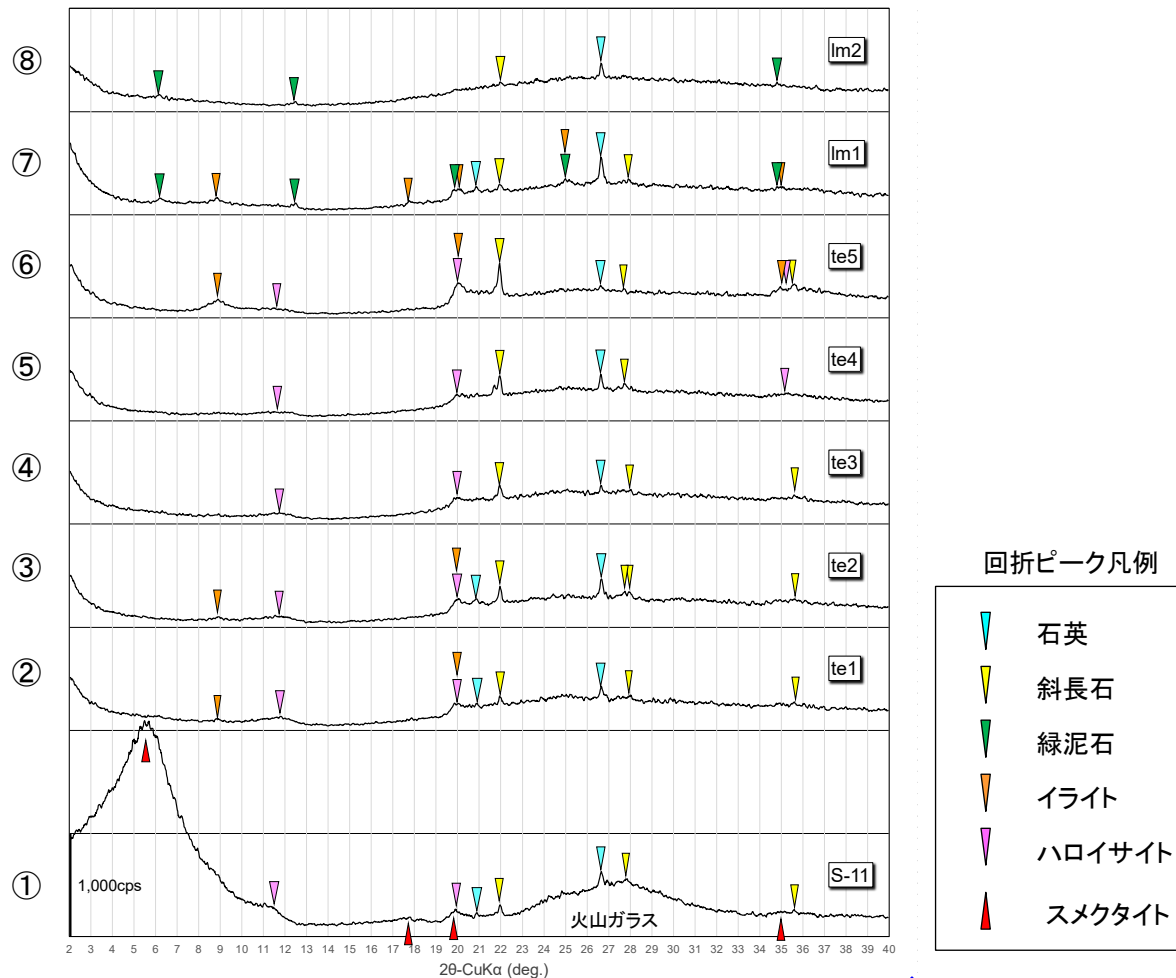 ⑧ lm2
⑦ lm1
⑥ te5
⑤ te4
④ te3
③ te2
② te1
① 1,000cps 火山ガラス S-11
2 3 4 5 6 7 8 9 10 11 12 13 14 15 16 17 18 19 20 21 22 23 24 25 26 27 28 29 30 31 32 33 34 35 36 37 38 39 40
2θ-CuKα (deg.)
回折ピーク凡例
石英
斜長石
緑泥石
イライト
ハロイサイト
スメクタイト